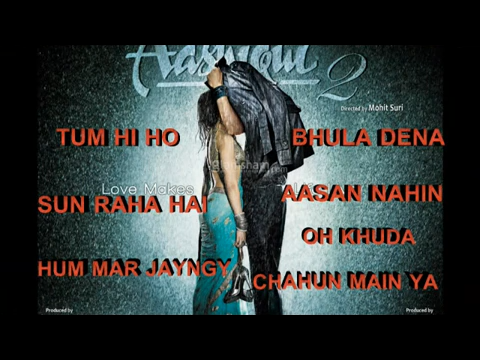 Aashiqui 2
Directed by Mohit Suri
TUM HI HO
BHULA DENA
Love Makes
SUN RAHA HAI
AASAN NAHIN
OH KHUDA
HUM MAR JAYNGY
CHAHUN MAIN YA
Produced by
Produced by